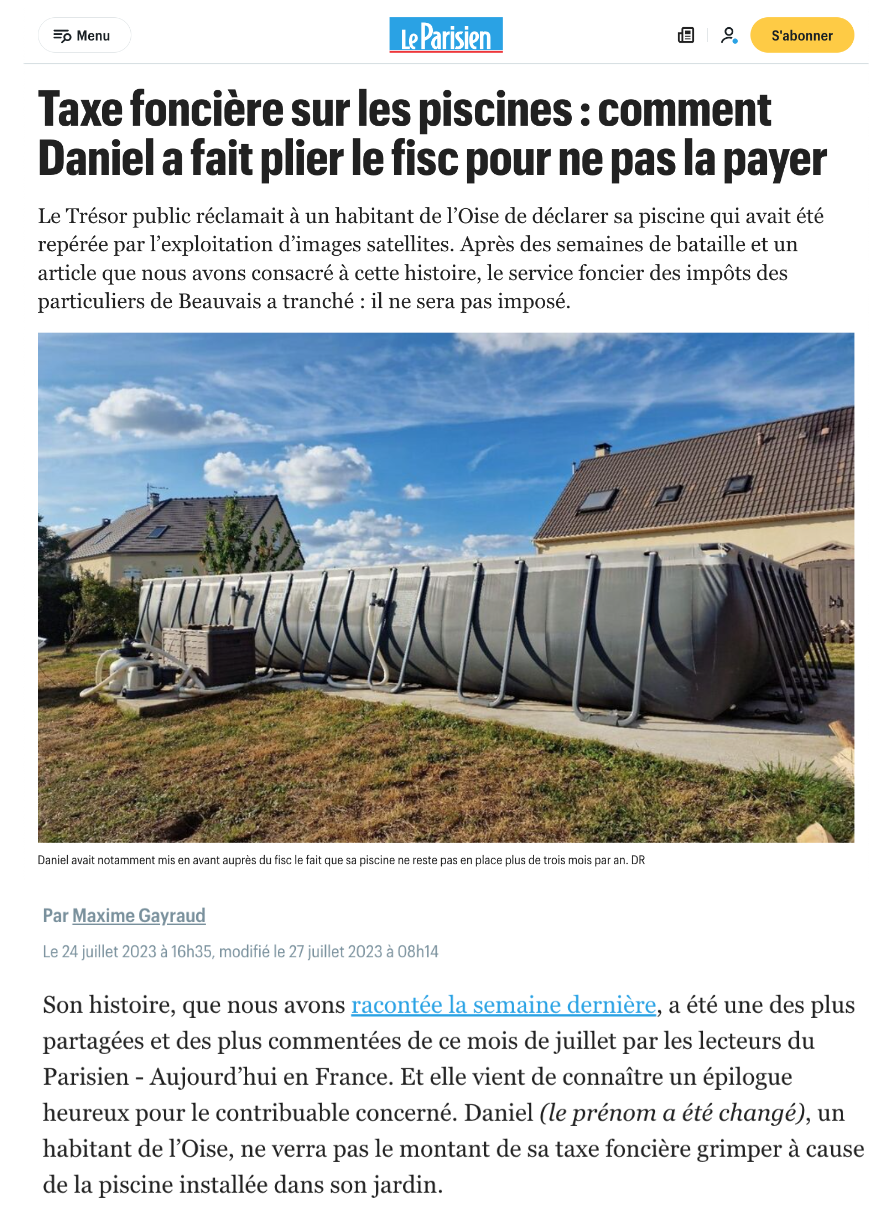 Menu
Le Parisien
S'abonner
Taxe foncière sur les piscines : comment
Daniel a fait plier le fisc pour ne pas la payer
Le Trésor public réclamait à un habitant de l’Oise de déclarer sa piscine qui avait été
repérée par l’exploitation d’images satellites. Après des semaines de bataille et un
article que nous avons consacré à cette histoire, le service foncier des impôts des
particuliers de Beauvais a tranché : il ne sera pas imposé.
Daniel avait notamment mis en avant auprès du fisc le fait que sa piscine ne reste pas en place plus de trois mois par an. DR
Par Maxime Gayraud
Le 24 juillet 2023 à 16h35, modifié le 27 juillet 2023 à 08h14
Son histoire, que nous avons racontée la semaine dernière, a été une des plus
partagées et des plus commentées de ce mois de juillet par les lecteurs du
Parisien - Aujourd’hui en France. Et elle vient de connaître un épilogue
heureux pour le contribuable concerné. Daniel (le prénom a été changé), un
habitant de l’Oise, ne verra pas le montant de sa taxe foncière grimper à cause
de la piscine installée dans son jardin.